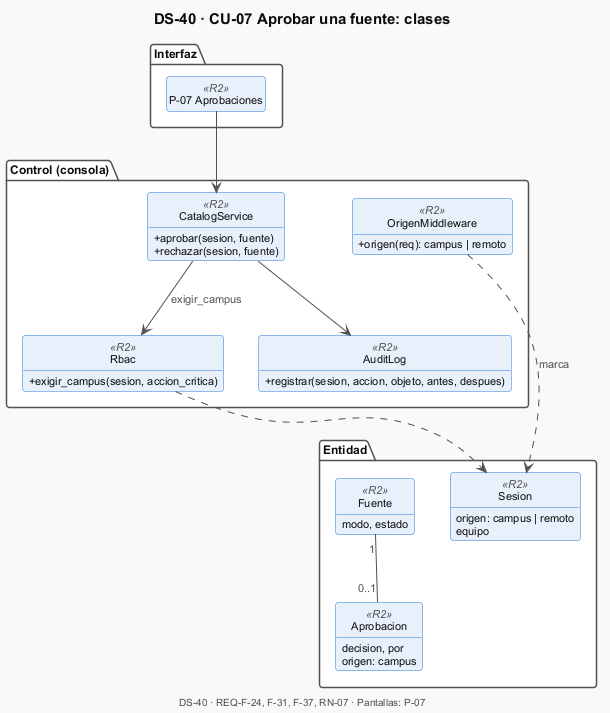 DS-40 · CU-07 Aprobar una fuente: clases
Interfaz
«R2»
P-07 Aprobaciones
Control (consola)
«R2»
CatalogService
+aprobar(sesion, fuente)
+rechazar(sesion, fuente)
«R2»
OrigenMiddleware
+origen(req): campus | remoto
exigir_campus
«R2»
Rbac
+exigir_campus(sesion, accion_critica)
«R2»
AuditLog
+registrar(sesion, accion, objeto, antes, despues)
marca
Entidad
«R2»
Fuente
modo, estado
«R2»
Sesion
origen: campus | remoto
equipo
1
0..1
«R2»
Aprobacion
decision, por
origen: campus
DS-40 · REQ-F-24, F-31, F-37, RN-07 · Pantallas: P-07